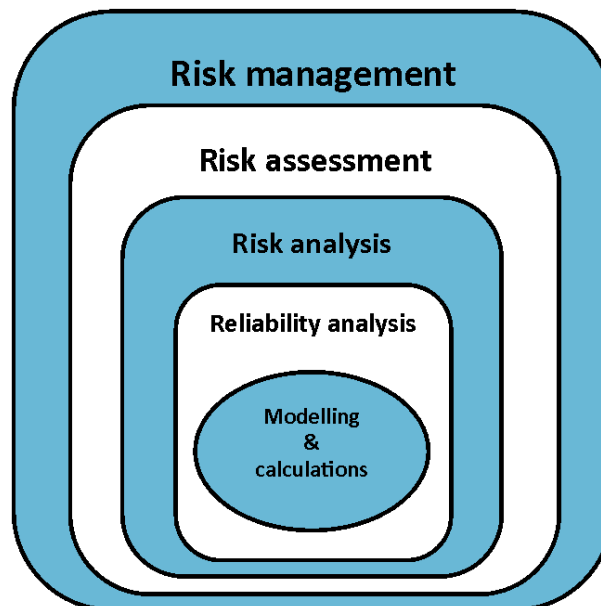 Risk management
Risk assessment
Risk analysis
Reliability analysis
Modelling
&
calculations